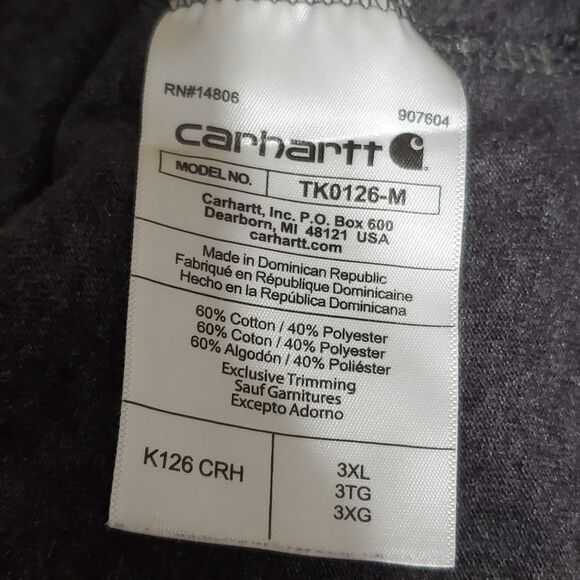 RN#14806
907604
carhartt
MODEL NO. TK0126-M
Carhartt, Inc. P.O. Box 600
Dearborn, MI 48121 USA
carhartt.com
Made in Dominican Republic
Fabriqué en République Dominicaine
Hecho en la República Dominicana
60% Cotton / 40% Polyester
60% Coton / 40% Polyester
60% Algodón / 40% Poliéster
Exclusive Trimming
Sauf Garnitures
Excepto Adorno
K126 CRH
3XL
3TG
3XG